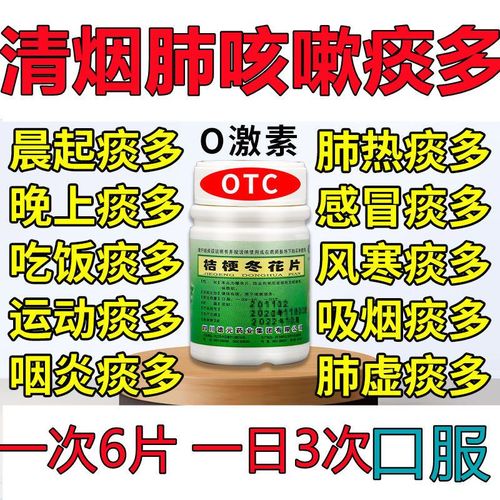 清烟肺咳嗽痰多
O激素
晨起痰多
肺热痰多
晚上痰多
感冒痰多
吃饭痰多
风寒痰多
运动痰多
吸烟痰多
咽炎痰多
肺虚痰多
OTC
桔梗冬花片
JIEGENG DONGHUA PIAN
一次6片 一日3次 口服